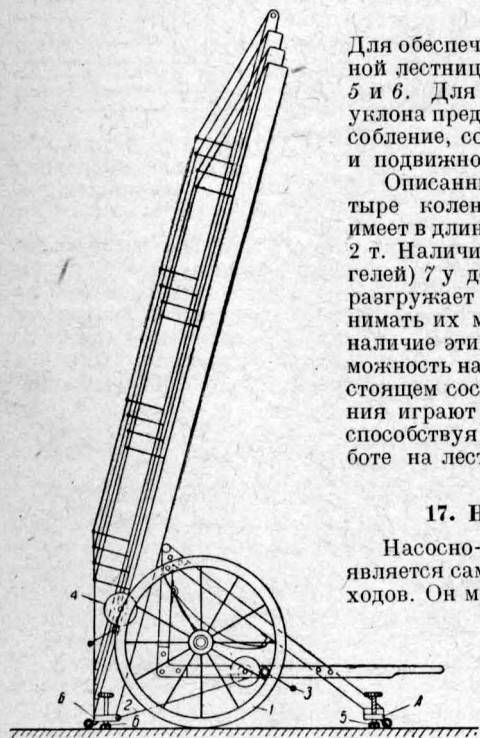 Для обеспеч
ной лестниц
5 и 6. Для
уклона пред
собление, со
и подвижно
Описанн
тыре колен
имеет в длин
2 т. Наличи
гелей) 7 у д
разгружает
нимать их м
наличие эти
можность на
стоящем сос
ния играют
способствуя
боте на лест
17. Н
Насосно-
является сам
ходов. Он м
4
3
Б
2
б
1
5
А